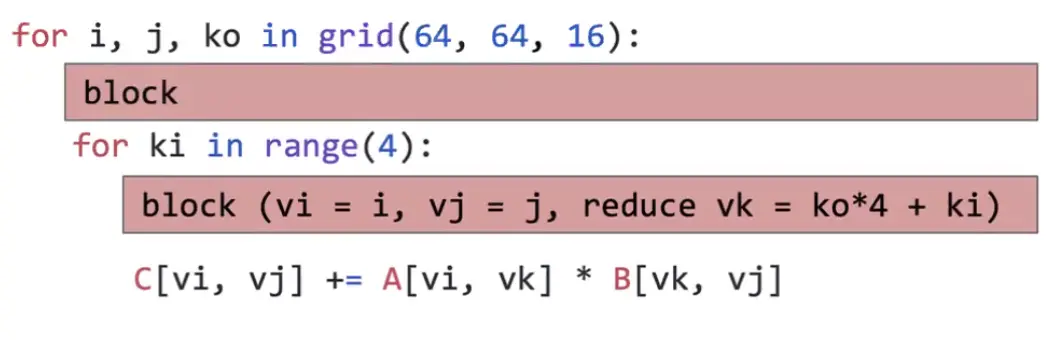 for i, j, ko in grid(64, 64, 16):
block
for ki in range(4):
block (vi = i, vj = j, reduce vk = ko*4 + ki)
C[vi, vj] += A[vi, vk] * B[vk, vj]